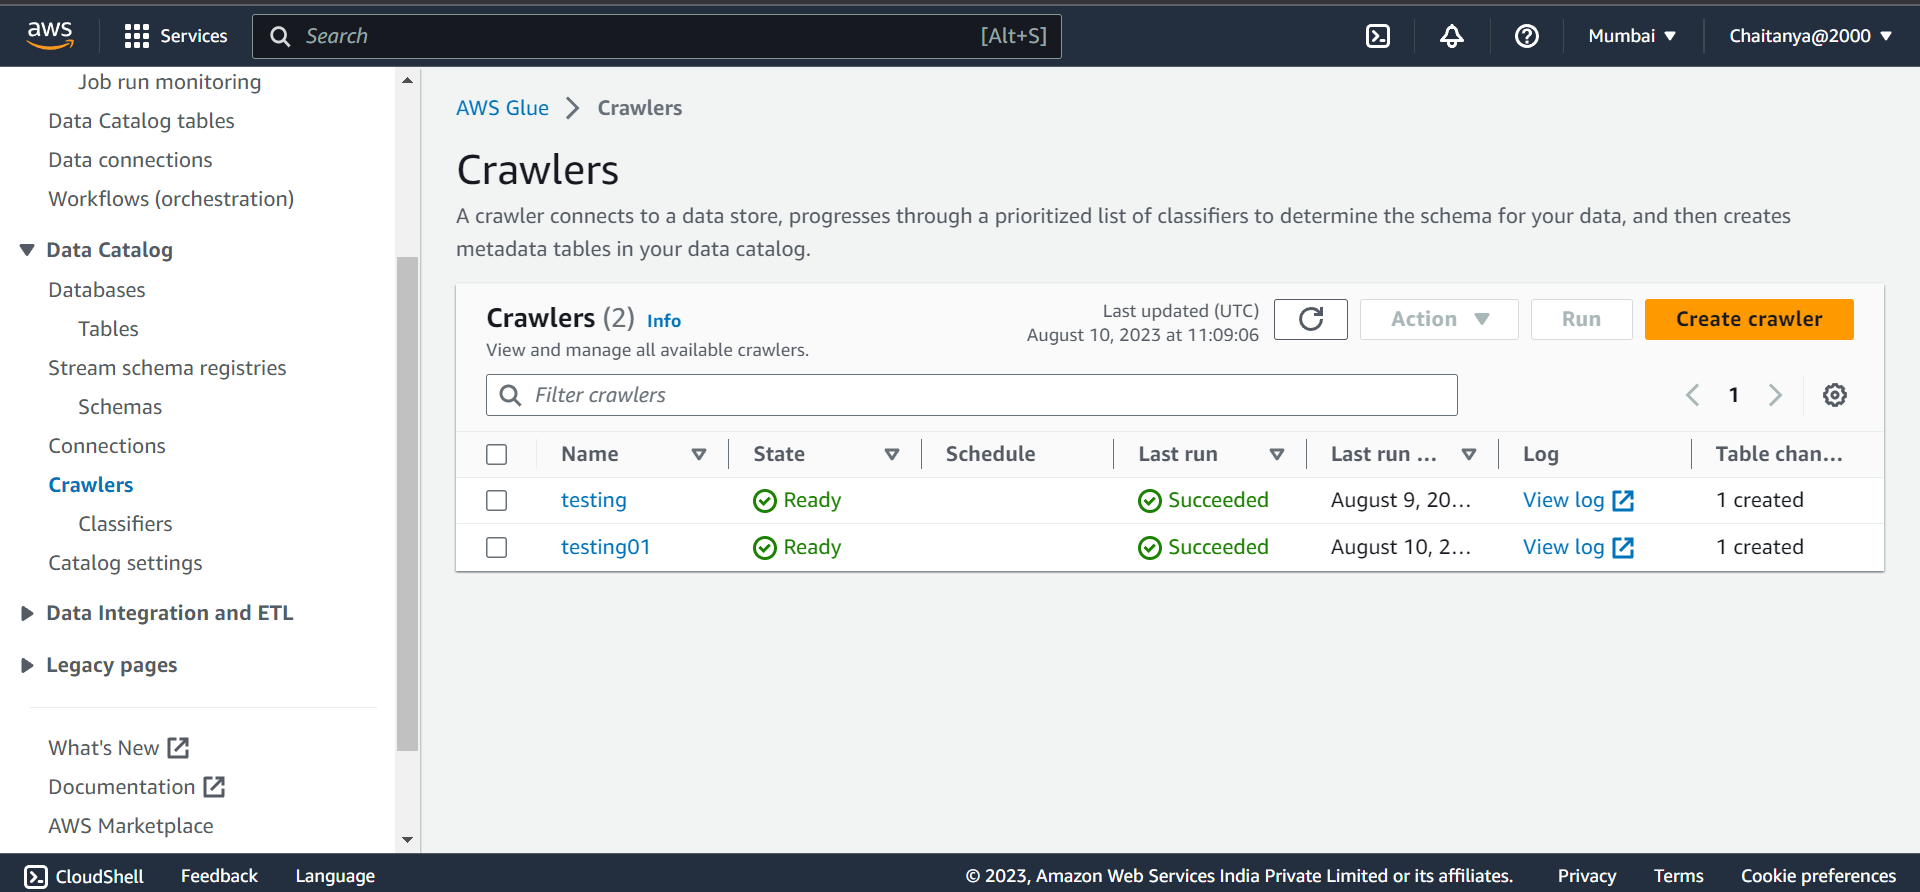 aws Services Search [Alt+S] Mumbai Chaitanya@2000
Job run monitoring
Data Catalog tables
Data connections
Workflows (orchestration)
Data Catalog
Databases
Tables
Stream schema registries
Schemas
Connections
Crawlers
Classifiers
Catalog settings
Data Integration and ETL
Legacy pages
What's New
Documentation
AWS Marketplace
AWS Glue > Crawlers
Crawlers
A crawler connects to a data store, progresses through a prioritized list of classifiers to determine the schema for your data, and then creates
metadata tables in your data catalog.
Crawlers (2) Info
View and manage all available crawlers.
Last updated (UTC)
August 10, 2023 at 11:09:06
Action Run Create crawler
Filter crawlers
1
Name State Schedule Last run Last run ... Log Table chan...
testing Ready Succeeded August 9, 20... View log 1 created
testing01 Ready Succeeded August 10, 2... View log 1 created
CloudShell Feedback Language © 2023, Amazon Web Services India Private Limited or its affiliates. Privacy Terms Cookie preferences